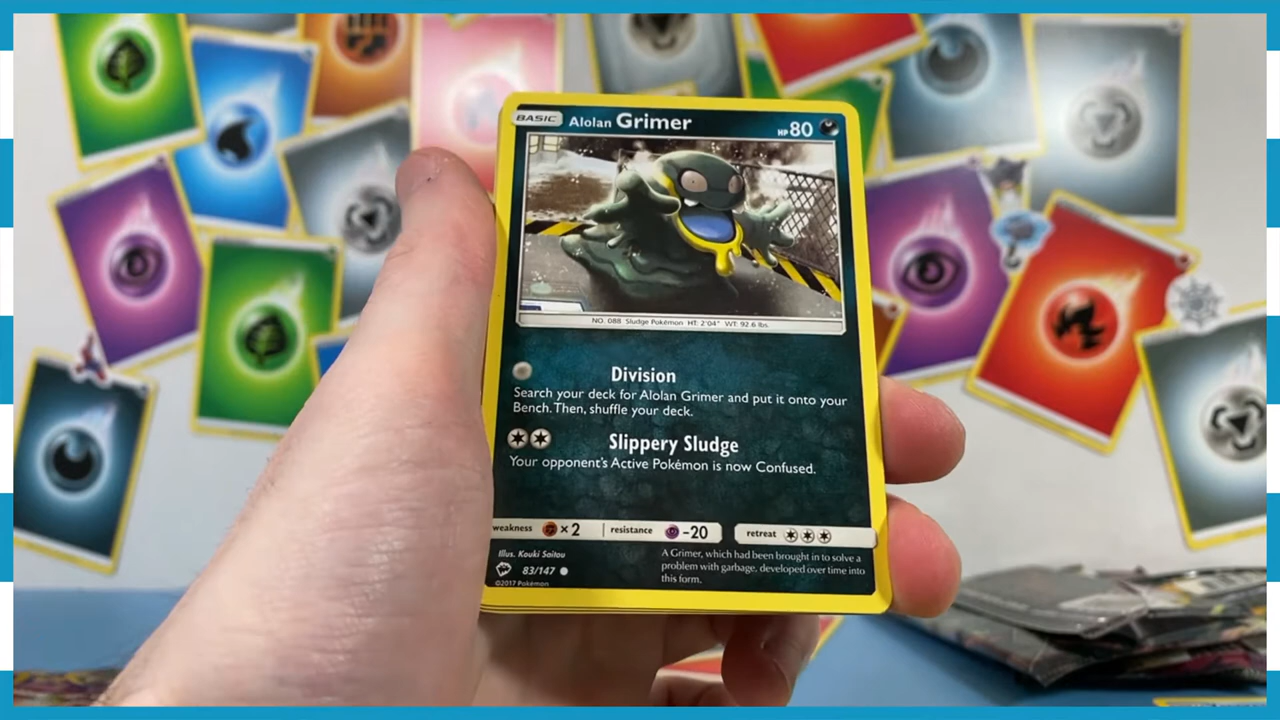 BASIC Alolan Grimer HP 80
NO. 088 Sludge Pokémon HT: 2'04" WT: 92.6 lbs.
Division
Search your deck for Alolan Grimer and put it onto your
Bench. Then, shuffle your deck.
Slippery Sludge
Your opponent's Active Pokémon is now Confused.
weakness ×2 resistance -20 retreat
Illus. Kouki Saitou
83/147
©2017 Pokémon
A Grimer, which had been brought in to solve a
problem with garbage, developed over time into
this form.